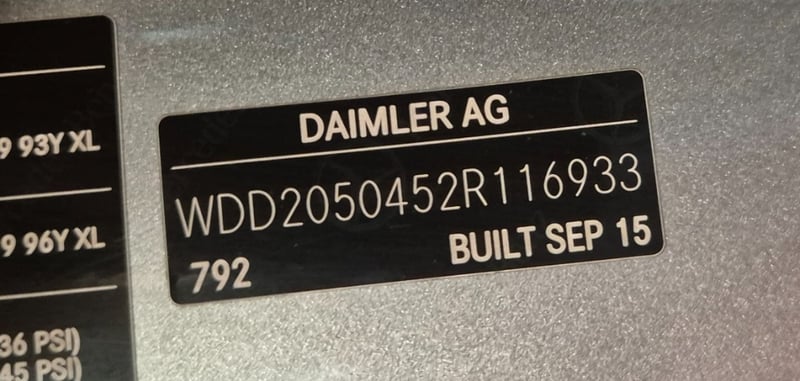 9 93Y XL
9 96Y XL
36 PSI)
45 PSI)
DAIMLER AG
WDD2050452R116933
792 BUILT SEP 15